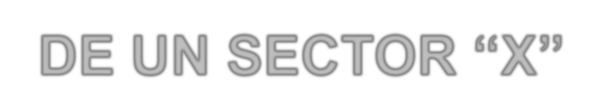 DE UN SECTOR “X”